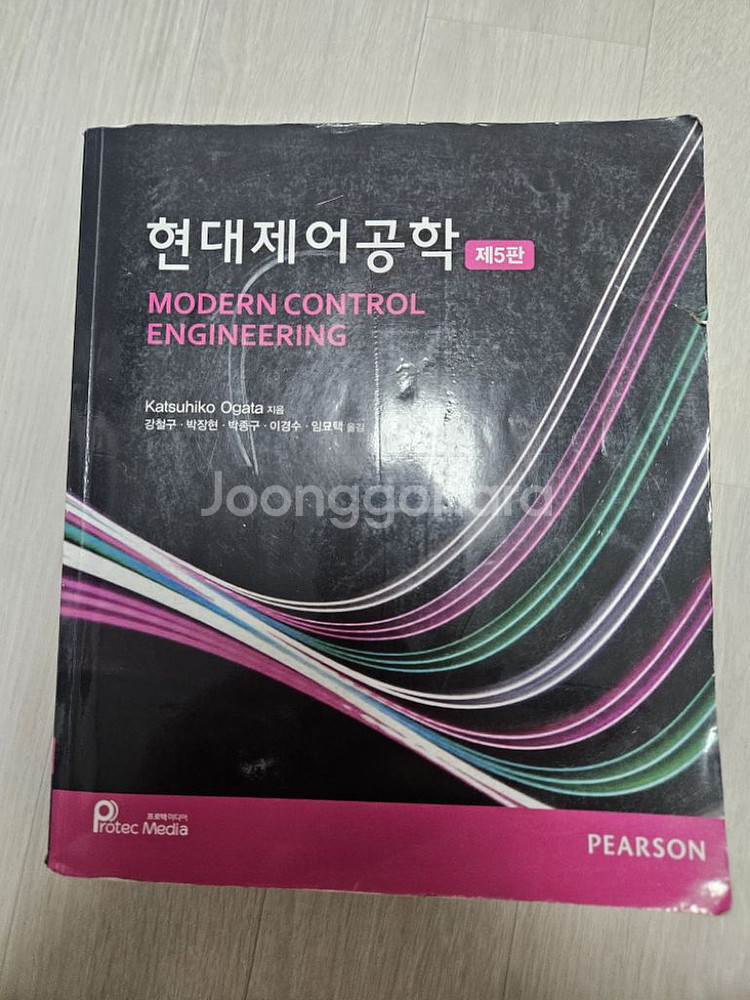 현대제어공학 제5판
MODERN CONTROL
ENGINEERING
Katsuhiko Ogata 지음
강철구 · 박장현 · 박종구 · 이경수 · 임묘택 옮김
Joonggonara
프로텍미디어
Protec Media
PEARSON